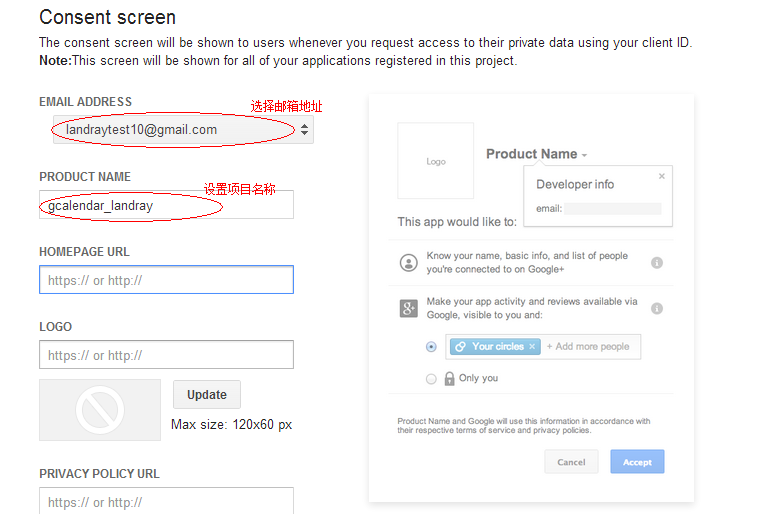 Consent screen
The consent screen will be shown to users whenever you request access to their private data using your client ID.
Note:This screen will be shown for all of your applications registered in this project.
EMAIL ADDRESS
选择邮箱地址
landraytest10@gmail.com
PRODUCT NAME
设置项目名称
gcalendar_landray
HOMEPAGE URL
https:// or http://
LOGO
https:// or http://
Update
Max size: 120x60 px
PRIVACY POLICY URL
https:// or http://
Logo
Product Name
Developer info
email:
This app would like to:
Know your name, basic info, and list of people
you're connected to on Google+
Make your app activity and reviews available via
Google, visible to you and:
Your circles × + Add more people
Only you
Product Name and Google will use this information in accordance with
their respective terms of service and privacy policies.
Cancel Accept